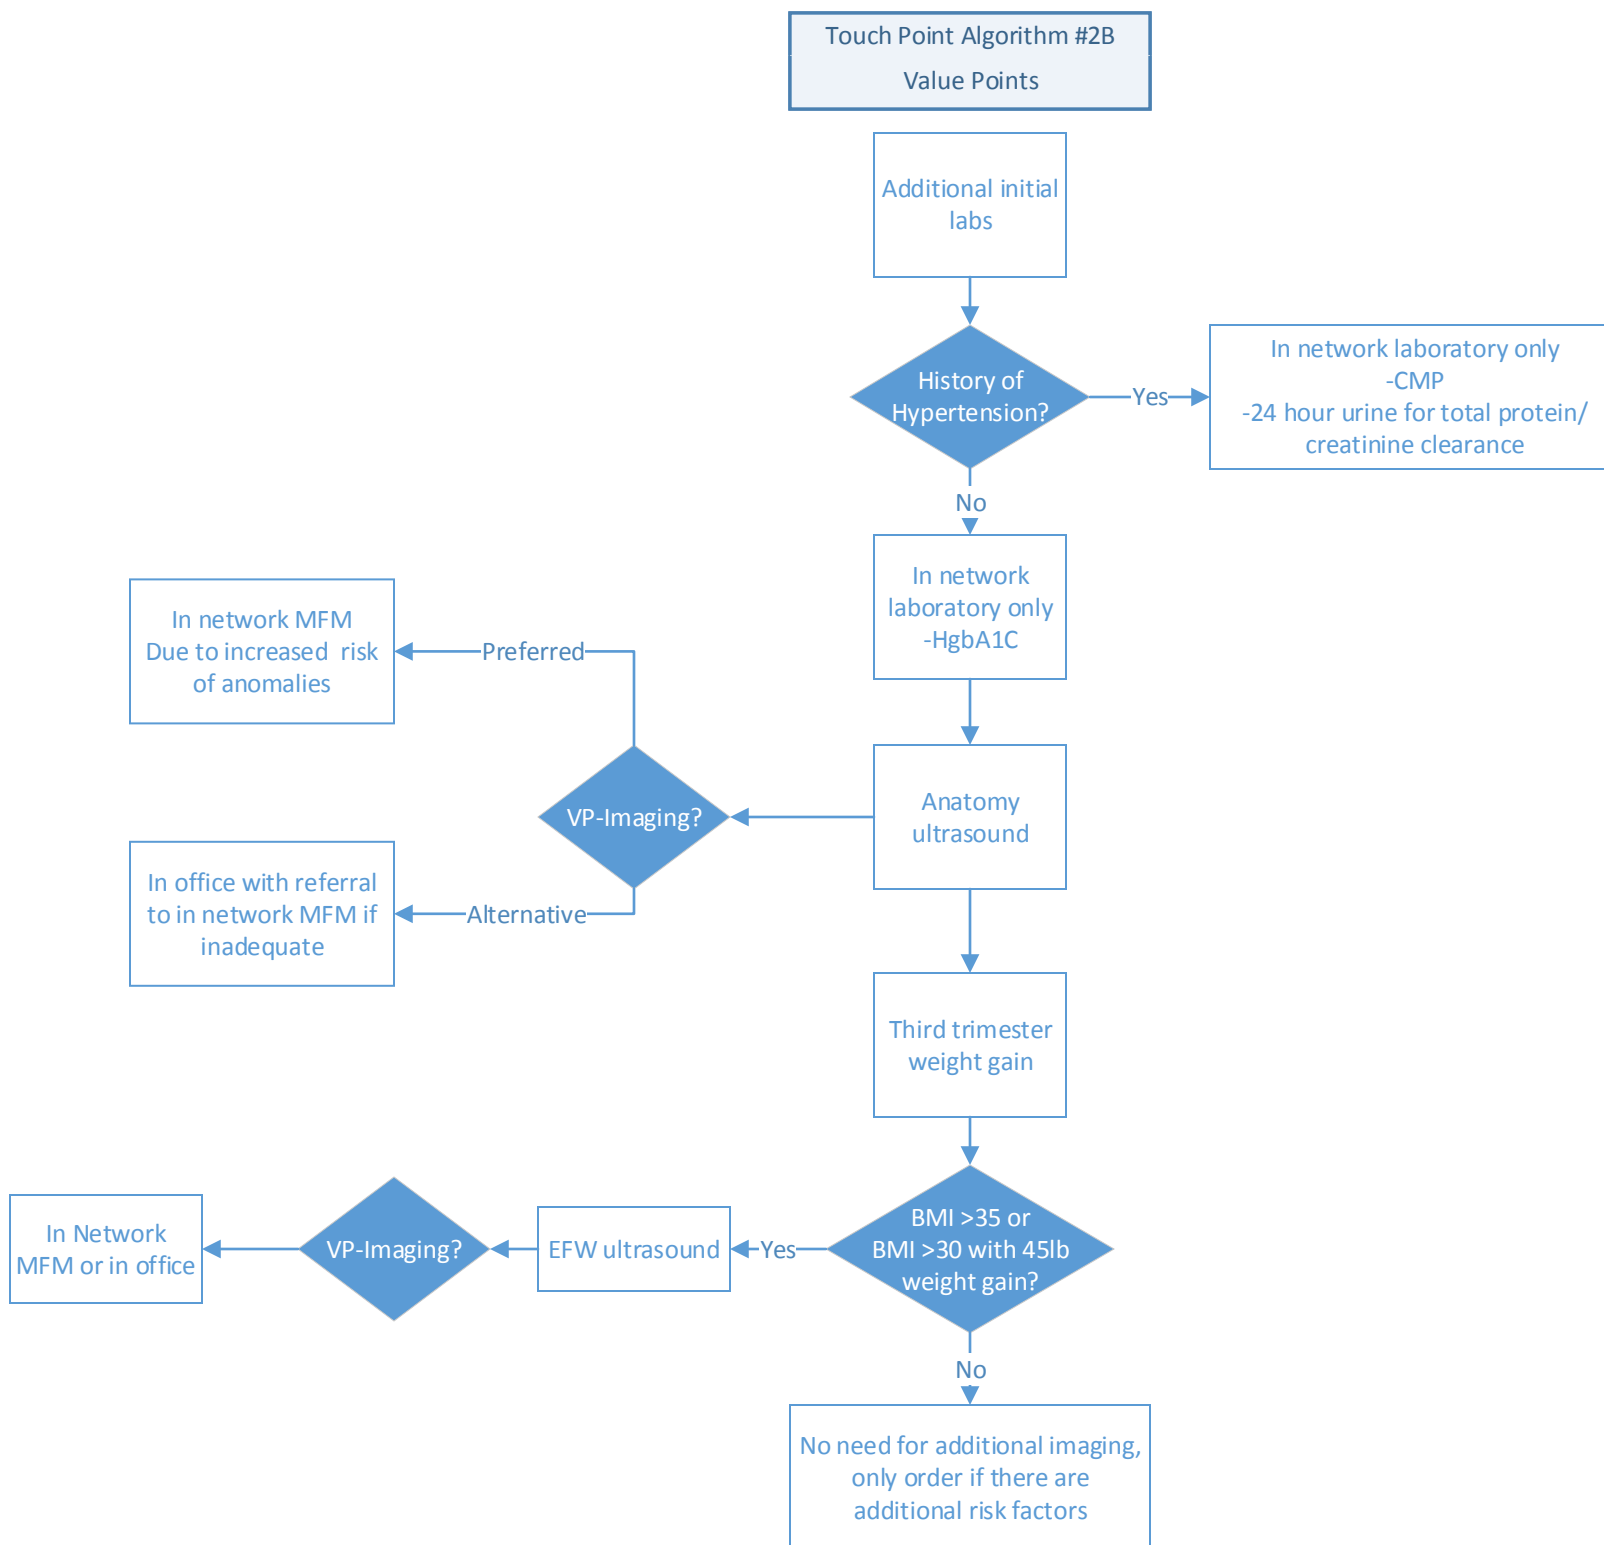 Touch Point Algorithm #2B
Value Points
Additional initial
labs
History of
Hypertension?
Yes
In network laboratory only
-CMP
-24 hour urine for total protein/
creatinine clearance
No
In network
laboratory only
-HgbA1C
Anatomy
ultrasound
VP-Imaging?
Preferred
In network MFM
Due to increased risk
of anomalies
Alternative
In office with referral
to in network MFM if
inadequate
Third trimester
weight gain
BMI >35 or
BMI >30 with 45lb
weight gain?
Yes
EFW ultrasound
VP-Imaging?
In Network
MFM or in office
No
No need for additional imaging,
only order if there are
additional risk factors